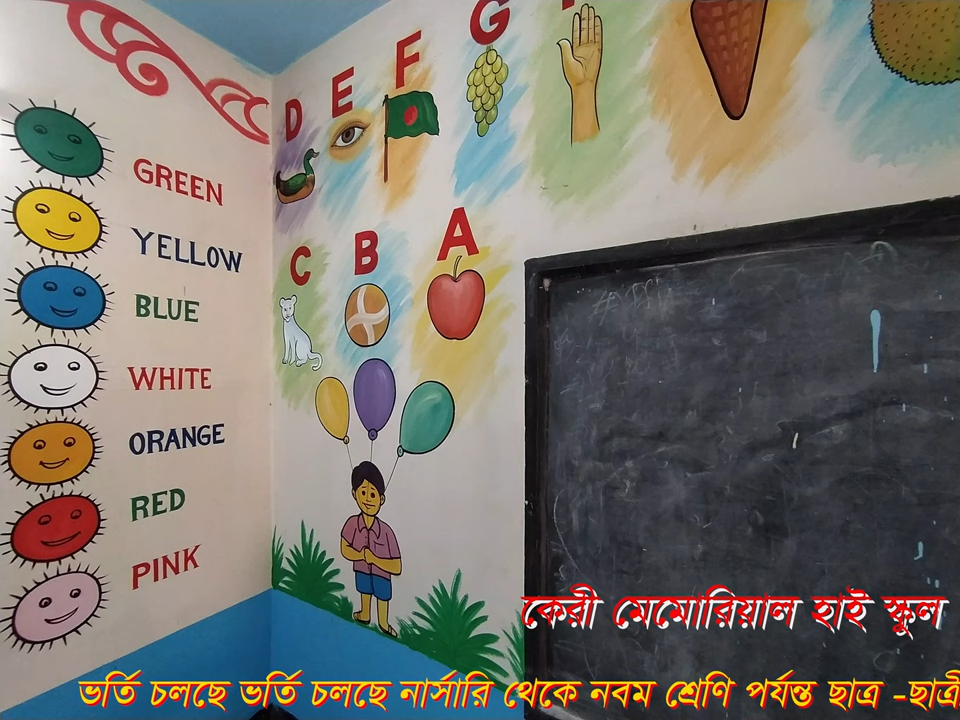 D E F G
C B A
GREEN
YELLOW
BLUE
WHITE
ORANGE
RED
PINK
কেরী মেমোরিয়াল হাই স্কুল
ভর্তি চলছে ভর্তি চলছে নার্সারি থেকে নবম শ্রেণি পর্যন্ত ছাত্র -ছাত্রী